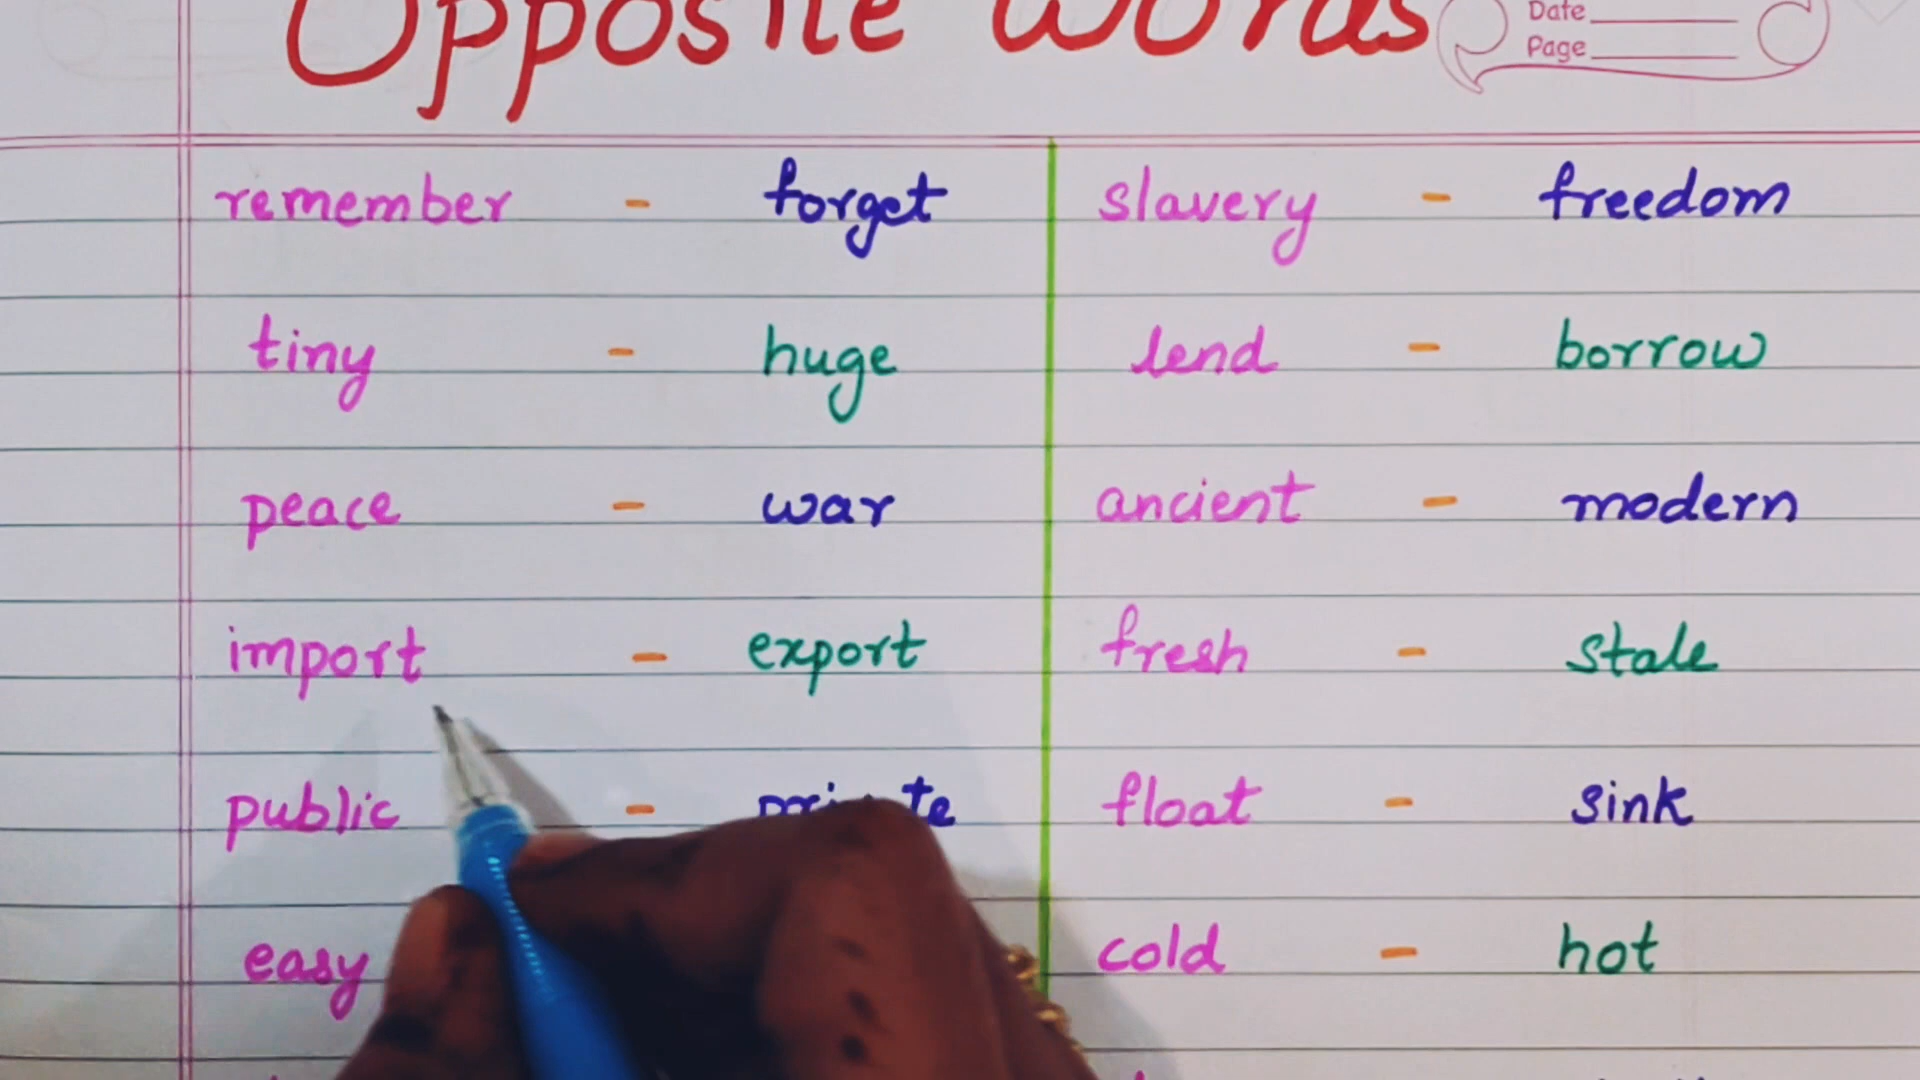 Opposite Words
Date
Page
remember - forget
slavery - freedom
tiny - huge
lend - borrow
peace - war
ancient - modern
import - export
fresh - stale
public -
float - sink
easy
cold - hot